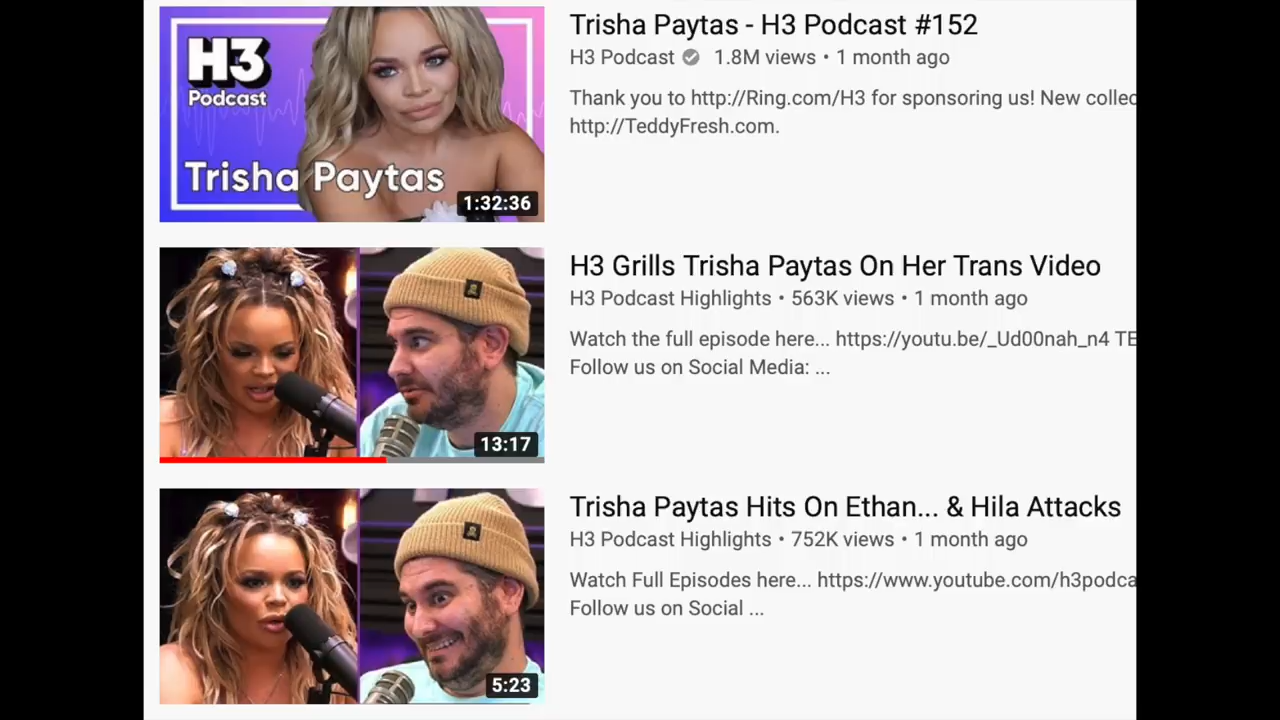 H3
Podcast
Trisha Paytas
1:32:36
Trisha Paytas - H3 Podcast #152
H3 Podcast 1.8M views • 1 month ago
Thank you to http://Ring.com/H3 for sponsoring us! New collec
http://TeddyFresh.com.
13:17
H3 Grills Trisha Paytas On Her Trans Video
H3 Podcast Highlights • 563K views • 1 month ago
Watch the full episode here... https://youtu.be/_Ud00nah_n4 TE
Follow us on Social Media: ...
5:23
Trisha Paytas Hits On Ethan... & Hila Attacks
H3 Podcast Highlights • 752K views • 1 month ago
Watch Full Episodes here... https://www.youtube.com/h3podca
Follow us on Social ...